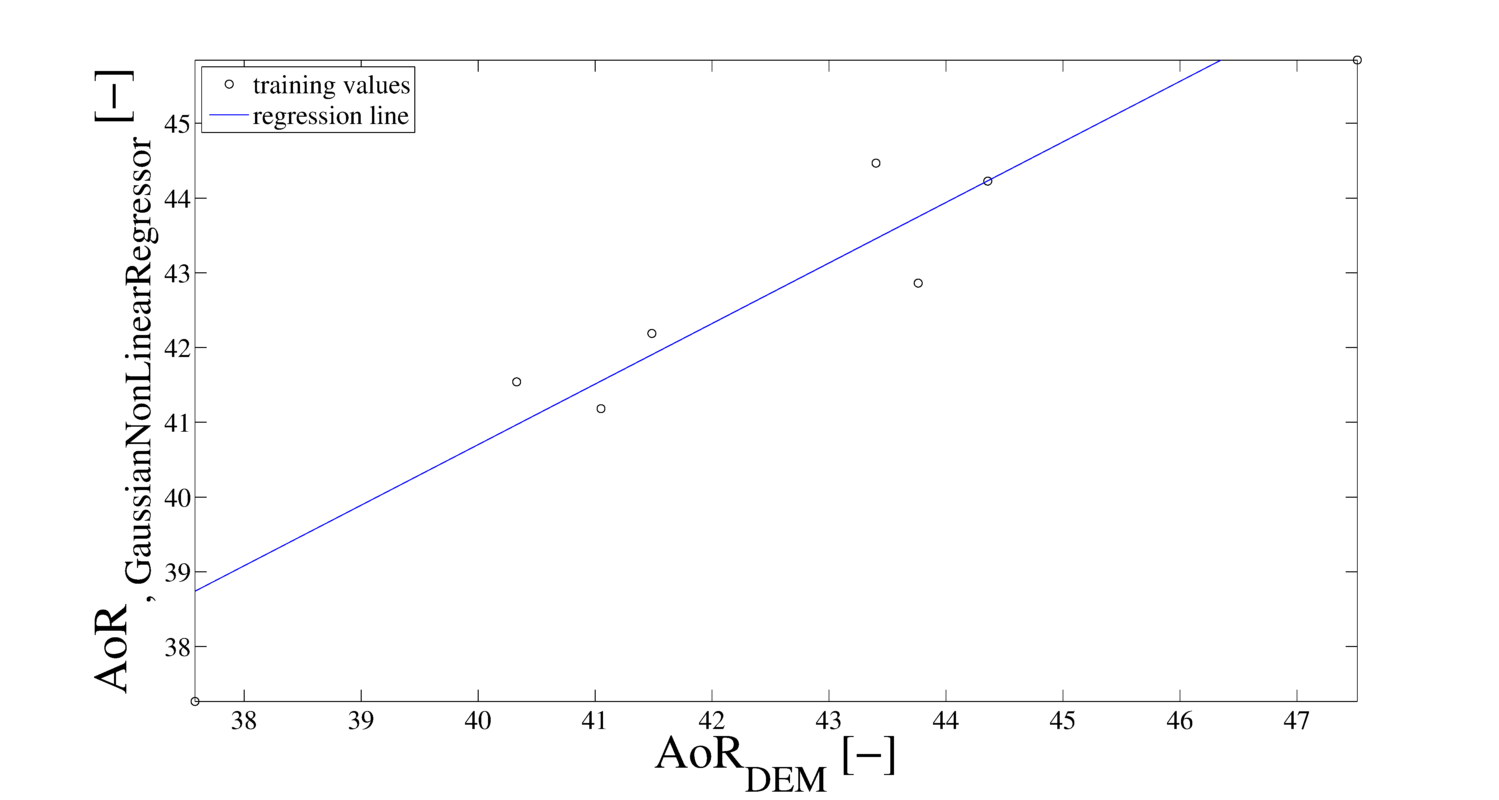 training values
regression line
AoR, GaussianNonLinearRegressor [−]
45
44
43
42
41
40
39
38
38 39 40 41 42 43 44 45 46 47
AoR DEM [−]